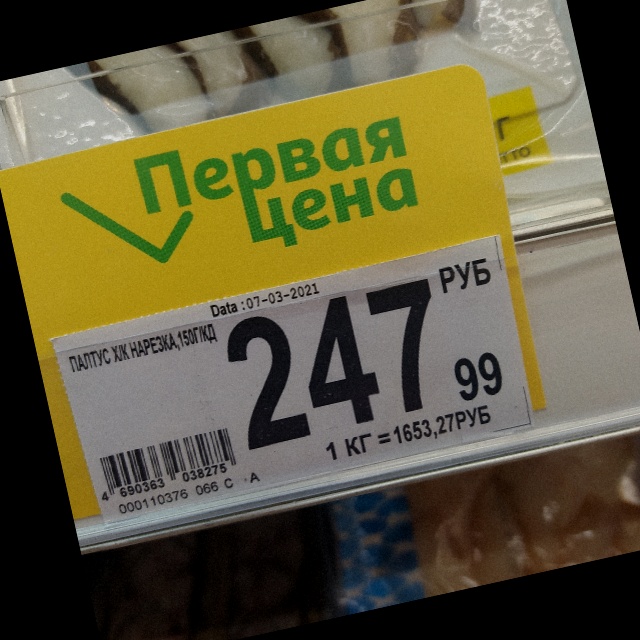 Первая
Цена
Data :07-03-2021
ПАЛТУС Х/К НАРЕЗКА,150Г/КД
247
РУБ
99
1 КГ =1653,27РУБ
4 690363 038275
000110376 066 С А